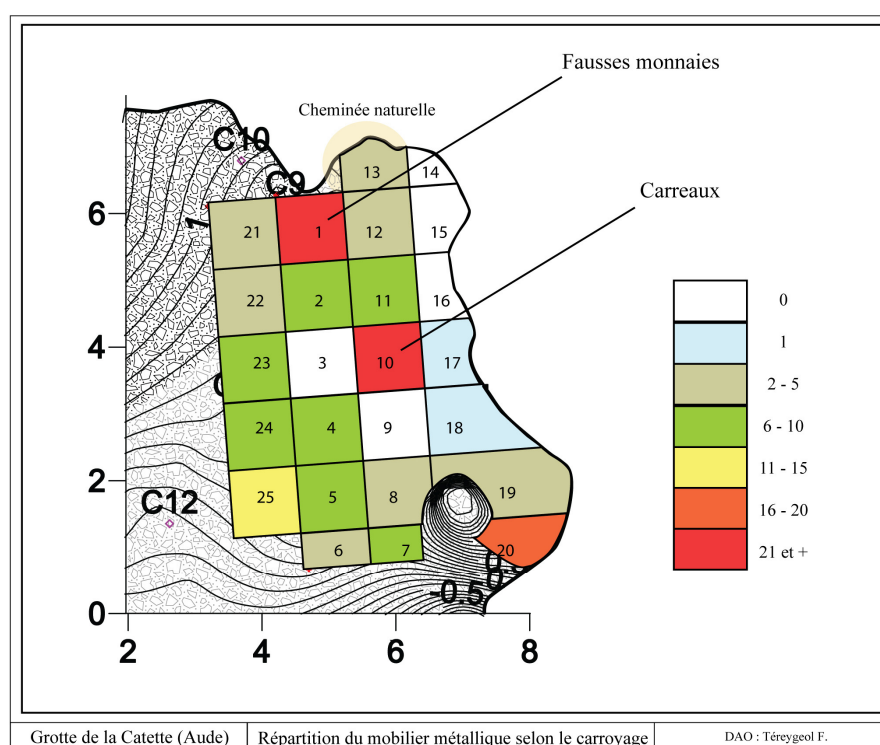 Fausses monnaies
Cheminée naturelle
C10
13
14
C9
Carreaux
6
1
21
1
12
15
0
22
2
11
16
1
4
23
3
10
17
2 - 5
24
4
9
18
6 - 10
2
C12
25
5
8
19
11 - 15
6
7
20
16 - 20
-0.5
21 et +
0
2
4
6
8
Grotte de la Catette (Aude)
Répartition du mobilier métallique selon le carroyage
DAO : Téreygeol F.